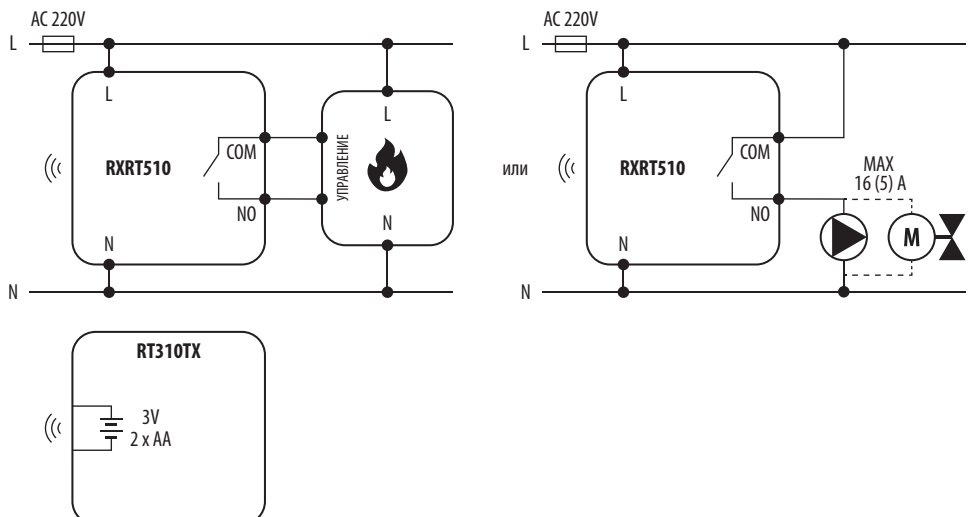 AC 220V
L
L
RXRT510
COM
NO
N
N
L
УПРАВЛЕНИЕ
N
или
AC 220V
L
L
RXRT510
COM
NO
N
N
MAX
16 (5) A
M
RT310TX
3V
2 x AA